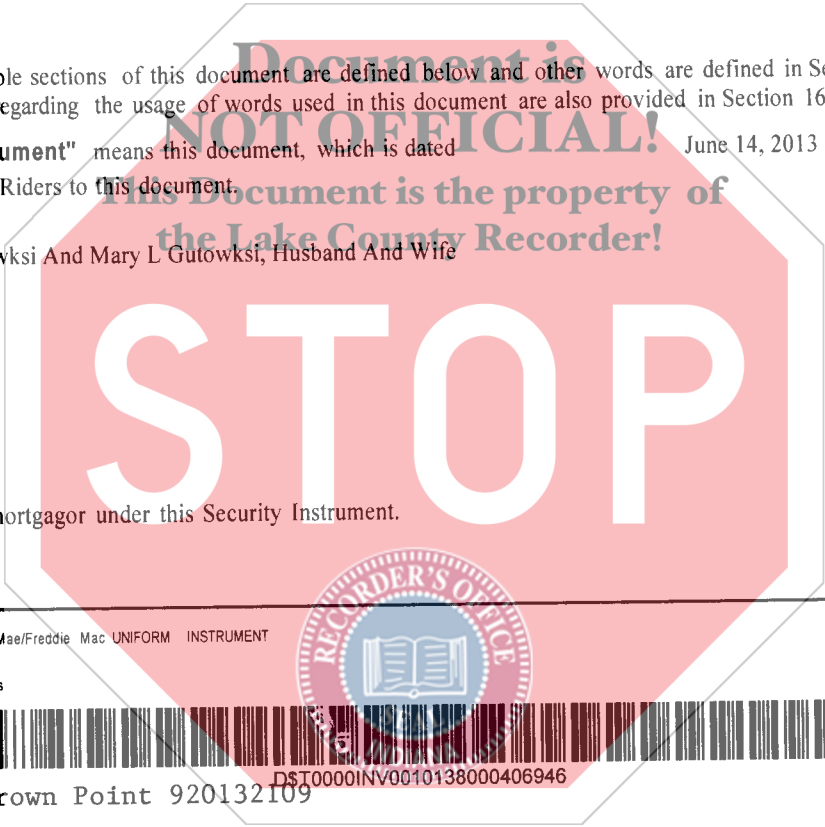 Document is
ple sections of this document are defined below and other words are defined in Se
egarding the usage of words used in this document are also provided in Section 16
NOT OFFICIAL!
ument" means this document, which is dated June 14, 2013
Riders to this document.
This Document is the property of
the Lake County Recorder!
wksi And Mary L Gutowksi, Husband And Wife
STOP
ortgagor under this Security Instrument.
RECORDER'S OFFICE
Mae/Freddie Mac UNIFORM INSTRUMENT
s
SEAL
INDIANA
D$T0000INV0010138000406946
rown Point 920132109